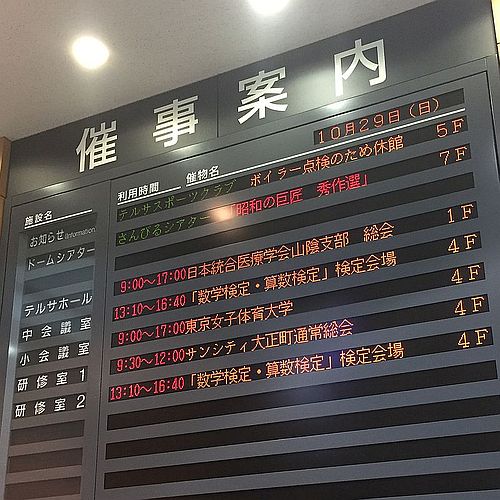 催事案内
10月29日(日)
施設名 利用時間 催物名
お知らせ(Information) テルサスポーツクラブ ボイラー点検のため休館 5F
ドームシアター さんびるシアター 「昭和の巨匠 秀作選」 7F
テルサホール 9:00～17:00日本統合医療学会山陰支部 総会 1F
中会議室 13:10～16:40「数学検定・算数検定」検定会場 4F
小会議室 9:00～17:00東京女子体育大学 4F
研修室1 9:30～12:00サンシティ大正町通常総会 4F
研修室2 13:10～16:40「数学検定・算数検定」検定会場 4F